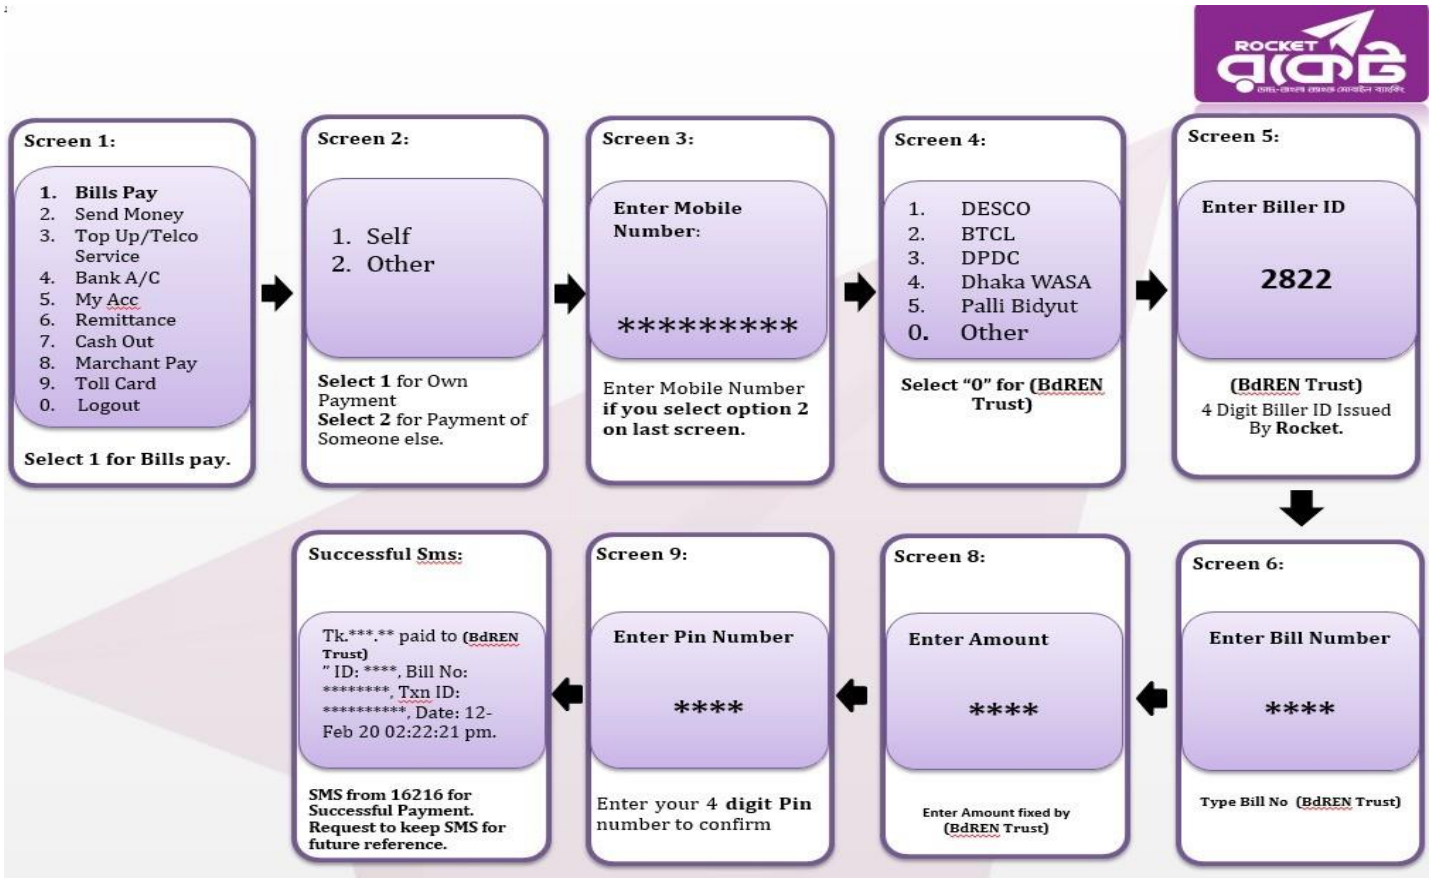 ROCKET
রকেট
ডাচ্-বাংলা ব্যাংক মোবাইল ব্যাংকিং
Screen 1:
1. Bills Pay
2. Send Money
3. Top Up/Telco
Service
4. Bank A/C
5. My Acc
6. Remittance
7. Cash Out
8. Marchant Pay
9. Toll Card
0. Logout
Select 1 for Bills pay.
Screen 2:
1. Self
2. Other
Select 1 for Own
Payment
Select 2 for Payment of
Someone else.
Screen 3:
Enter Mobile
Number:
*********
Enter Mobile Number
if you select option 2
on last screen.
Screen 4:
1. DESCO
2. BTCL
3. DPDC
4. Dhaka WASA
5. Palli Bidyut
0. Other
Select “0” for (BdREN
Trust)
Screen 5:
Enter Biller ID
2822
(BdREN Trust)
4 Digit Biller ID Issued
By Rocket.
Screen 6:
Enter Bill Number
****
Type Bill No (BdREN Trust)
Screen 8:
Enter Amount
****
Enter Amount fixed by
(BdREN Trust)
Screen 9:
Enter Pin Number
****
Enter your 4 digit Pin
number to confirm
Successful Sms:
Tk.***.** paid to (BdREN
Trust)
” ID: ****, Bill No:
********, Txn ID:
**********, Date: 12-
Feb 20 02:22:21 pm.
SMS from 16216 for
Successful Payment.
Request to keep SMS for
future reference.